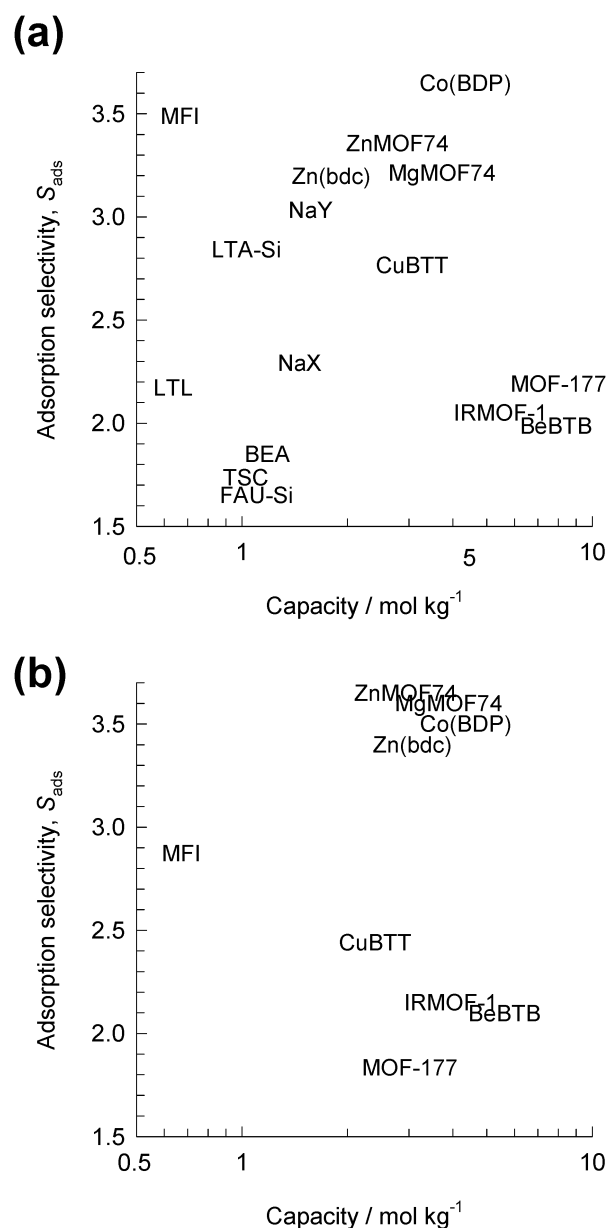 (a)
Co(BDP)
3.5
MFI
ZnMOF74
Zn(bdc)
MgMOF74
3.0
NaY
LTA-Si
CuBTT
2.5
NaX
LTL
MOF-177
IRMOF-1
2.0
BeBTB
BEA
TSC
FAU-Si
1.5
0.5 1 5 10
Adsorption selectivity, Sads
Capacity / mol kg-1
(b)
ZnMOF74
MgMOF74
3.5
Co(BDP)
Zn(bdc)
3.0
MFI
2.5
CuBTT
IRMOF-1
BeBTB
2.0
MOF-177
1.5
0.5 1 10
Adsorption selectivity, Sads
Capacity / mol kg-1